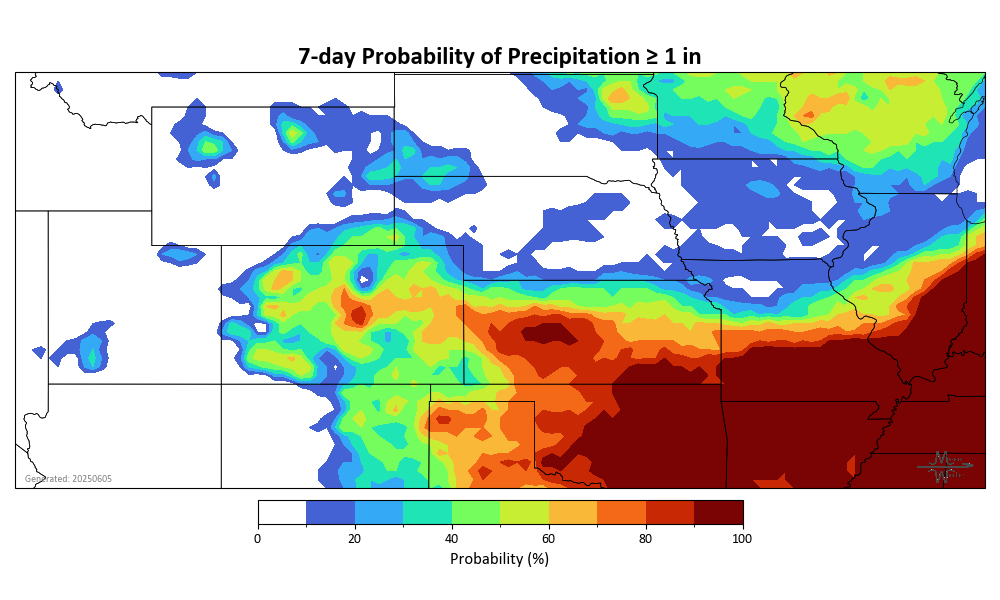 7-day Probability of Precipitation ≥ 1 in
Generated: 20250605
0 20 40 60 80 100
Probability (%)